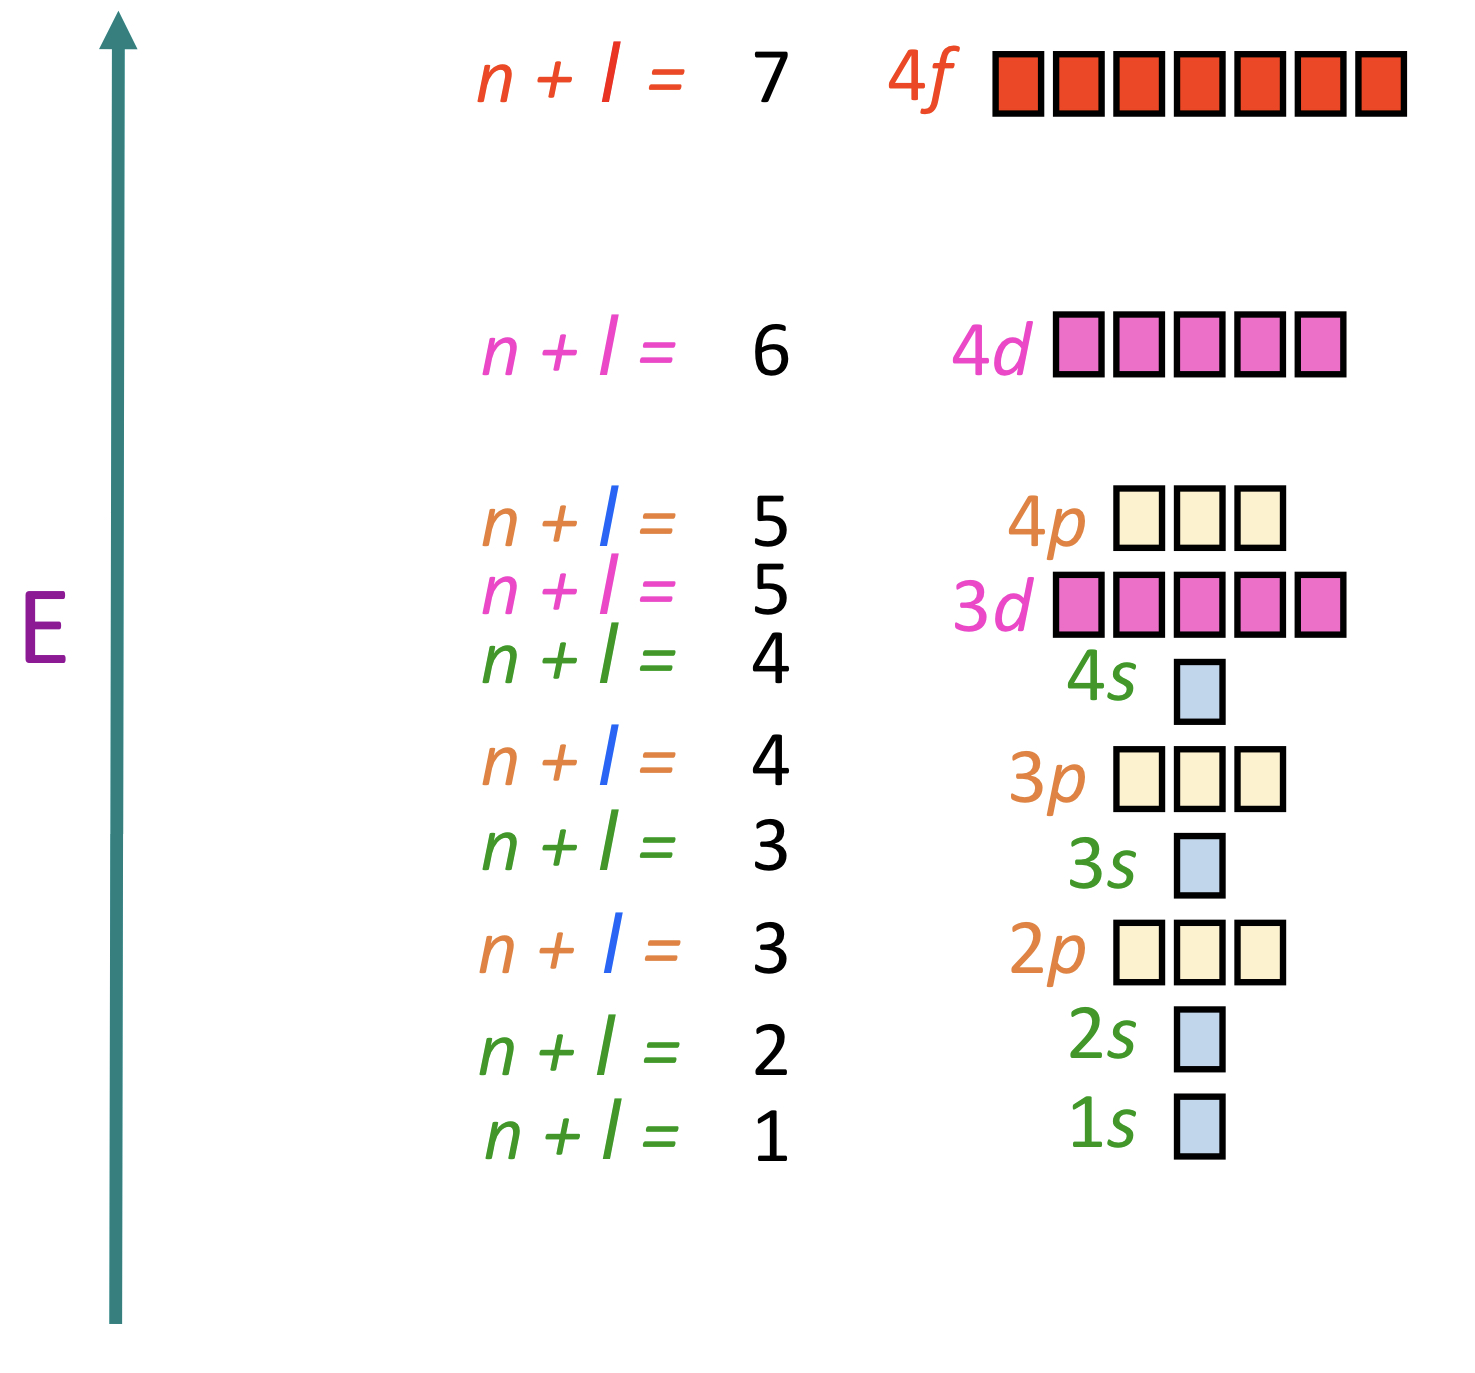 n + l = 7 4f
n + l = 6 4d
n + l = 5 4p
n + l = 5 3d
E
n + l = 4 4s
n + l = 4 3p
n + l = 3 3s
n + l = 3 2p
n + l = 2 2s
n + l = 1 1s